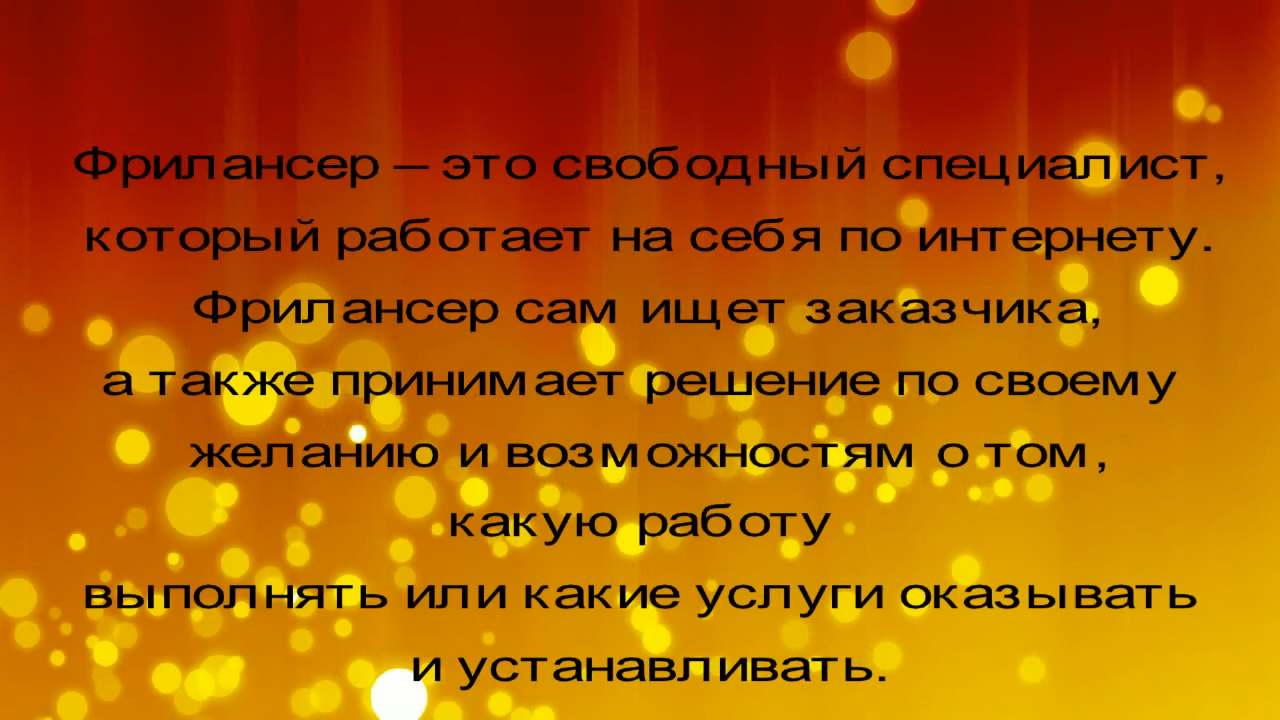 Фрилансер – это свободный специалист,
который работает на себя по интернету.
Фрилансер сам ищет заказчика,
а также принимает решение по своему
желанию и возможностям о том,
какую работу
выполнять или какие услуги оказывать
и устанавливать.